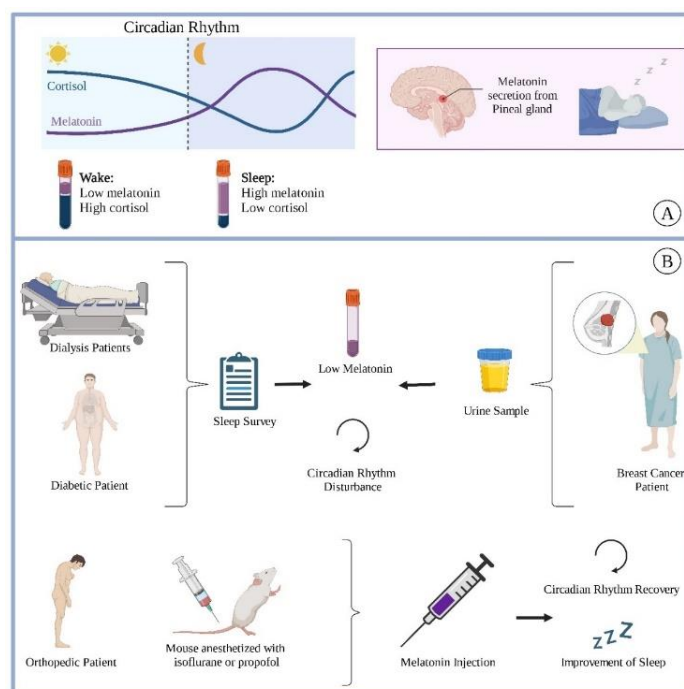 Circadian Rhythm
Cortisol
Melatonin
Wake:
Low melatonin
High cortisol
Sleep:
High melatonin
Low cortisol
Melatonin
secretion from
Pineal gland
z z z z
A
B
Dialysis Patients
Diabetic Patient
Sleep Survey
Low Melatonin
Circadian Rhythm
Disturbance
Urine Sample
Breast Cancer
Patient
Orthopedic Patient
Mouse anesthetized with
isoflurane or propofol
Melatonin Injection
Circadian Rhythm Recovery
zzZ
Improvement of Sleep